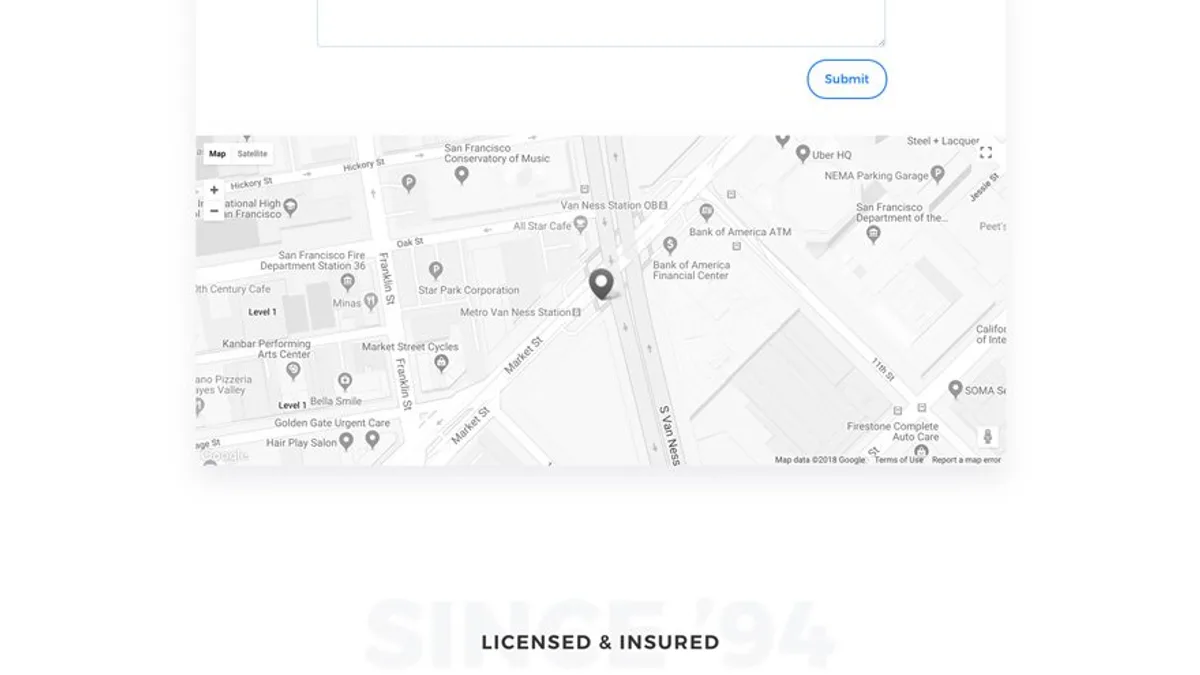 Submit
Map Satellite
Hickory St
Hickory St
San Francisco
Conservatory of Music
Uber HQ
Steel + Lacquer
NEMA Parking Garage
Jessie St
+
−
national High
San Francisco
Van Ness Station OB
All Star Cafe
Bank of America ATM
San Francisco
Department of the...
Peet's
Oak St
San Francisco Fire
Department Station 36
Franklin St
Bank of America
Financial Center
0th Century Cafe
Minas
Star Park Corporation
Level 1
Metro Van Ness Station
Kanbar Performing
Arts Center
Market Street Cycles
Market St
Califor
of Inte
ano Pizzeria
ayes Valley
Franklin St
11th St
Level 1
Bella Smile
SOMA Se
Golden Gate Urgent Care
Market St
S Van Ness
Firestone Complete
Auto Care
age St
Hair Play Salon
St
Google
Map data ©2018 Google
Terms of Use
Report a map error
SINCE '94
LICENSED & INSURED